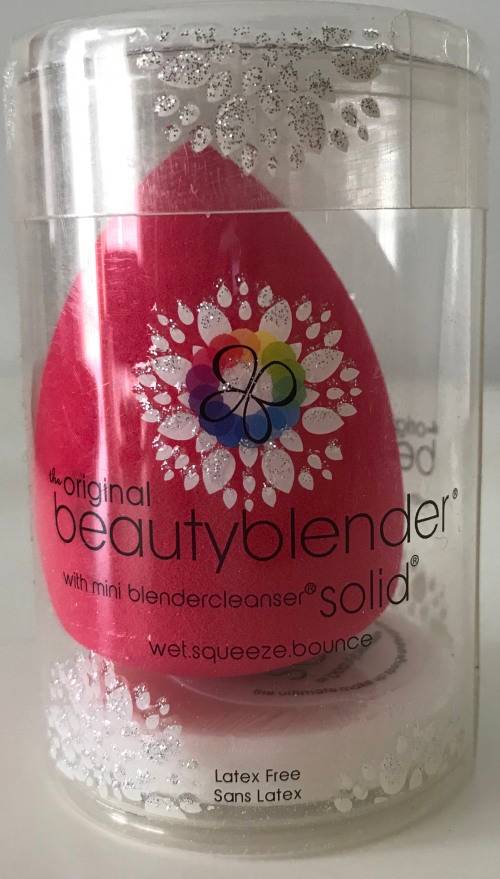 the original
beautyblender®
with mini blendercleanser® solid®
wet.squeeze.bounce
Latex Free
Sans Latex